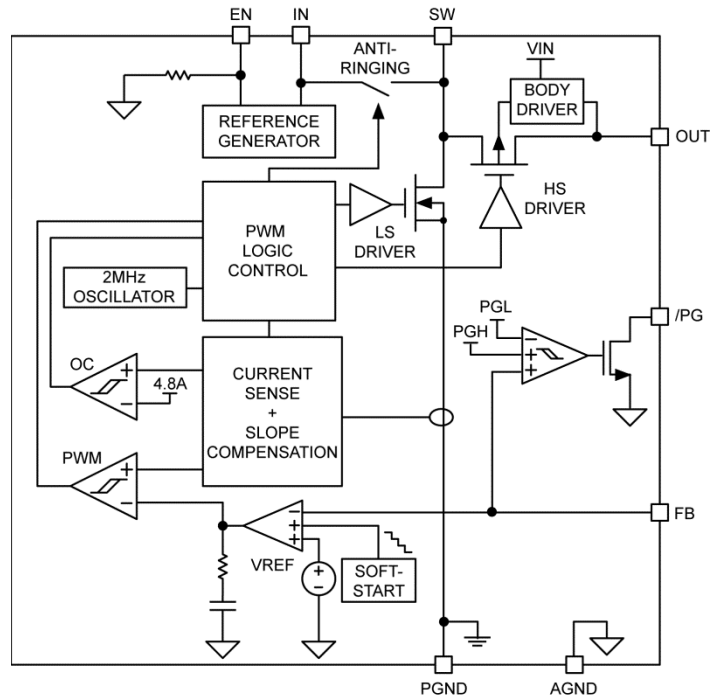 EN
IN
SW
ANTI-
RINGING
VIN
BODY
DRIVER
REFERENCE
GENERATOR
OUT
HS
DRIVER
PWM
LOGIC
CONTROL
LS
DRIVER
2MHz
OSCILLATOR
PGL
PGH
/PG
−
+
+
OC
+
−
4.8A
CURRENT
SENSE
+
SLOPE
COMPENSATION
PWM
+
−
FB
−
+
+
VREF
+
−
SOFT-
START
PGND
AGND